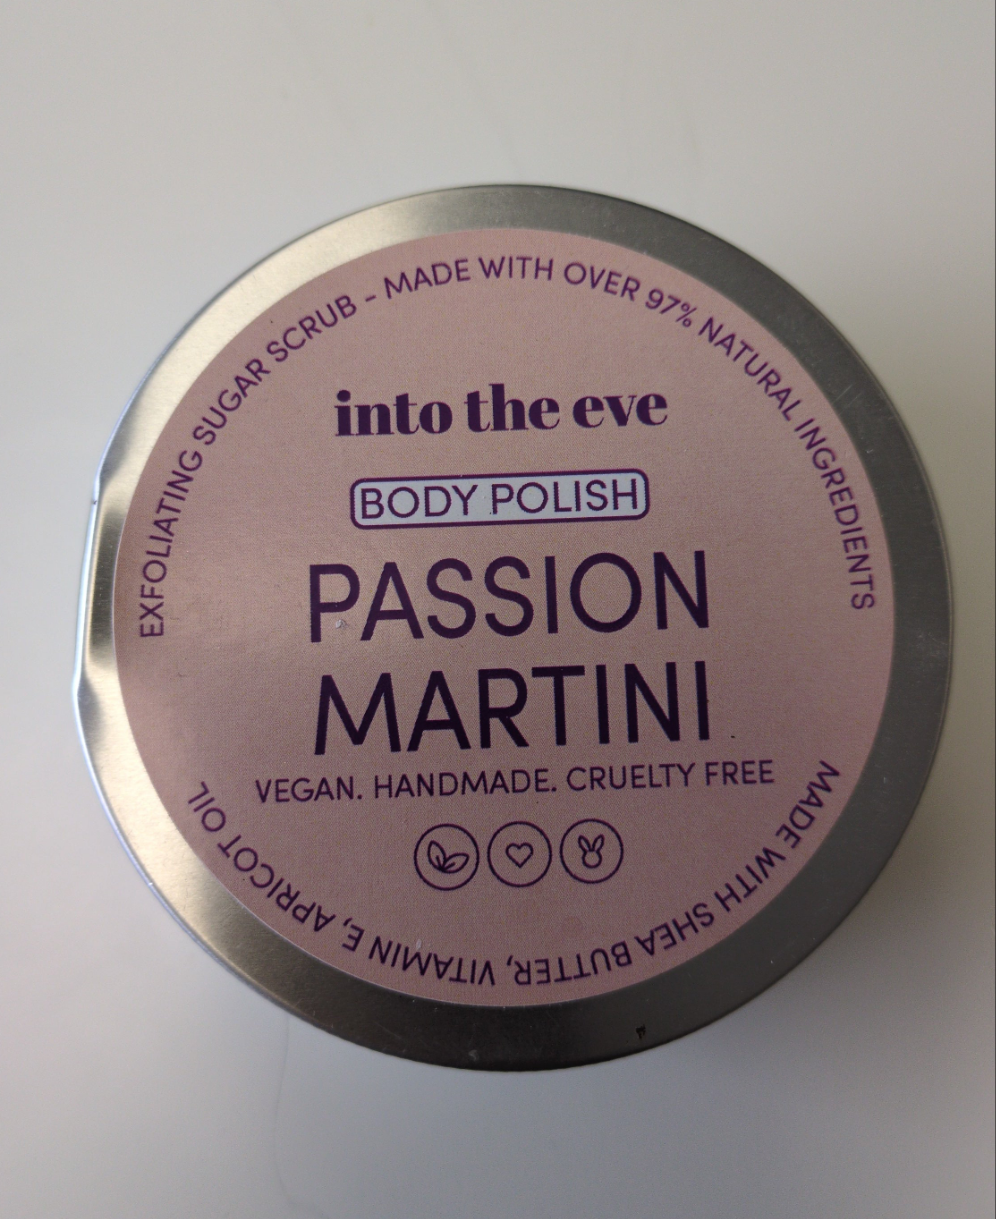 EXFOLIATING SUGAR SCRUB - MADE WITH OVER 97% NATURAL INGREDIENTS
into the eve
BODY POLISH
PASSION
MARTINI
VEGAN. HANDMADE. CRUELTY FREE
MADE WITH SHEA BUTTER, VITAMIN E, APRICOT OIL